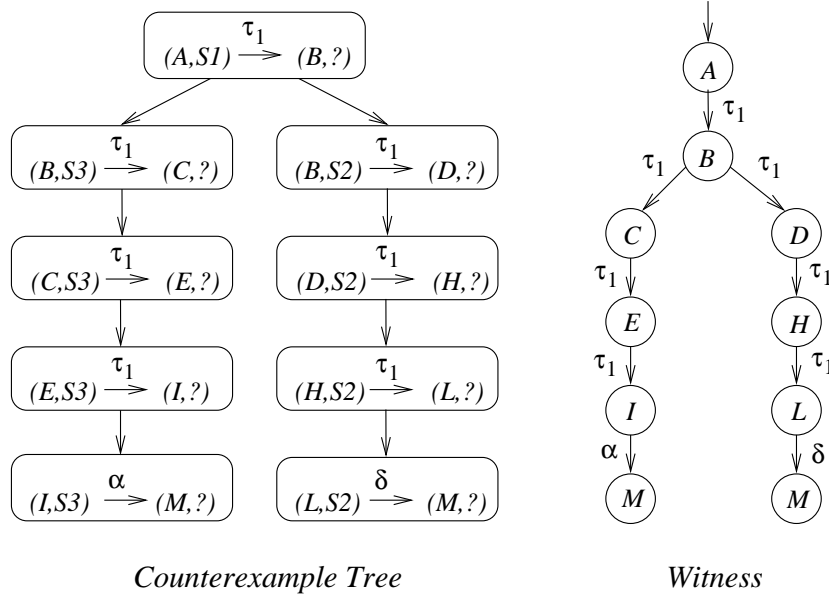 τ1
(A,S1) → (B,?)
τ1
(B,S3) → (C,?)
τ1
(B,S2) → (D,?)
τ1
(C,S3) → (E,?)
τ1
(D,S2) → (H,?)
τ1
(E,S3) → (I,?)
τ1
(H,S2) → (L,?)
α
(I,S3) → (M,?)
δ
(L,S2) → (M,?)
Counterexample Tree
A
τ1
B
τ1 τ1
C D
τ1 τ1
E H
τ1 τ1
I L
α δ
M M
Witness